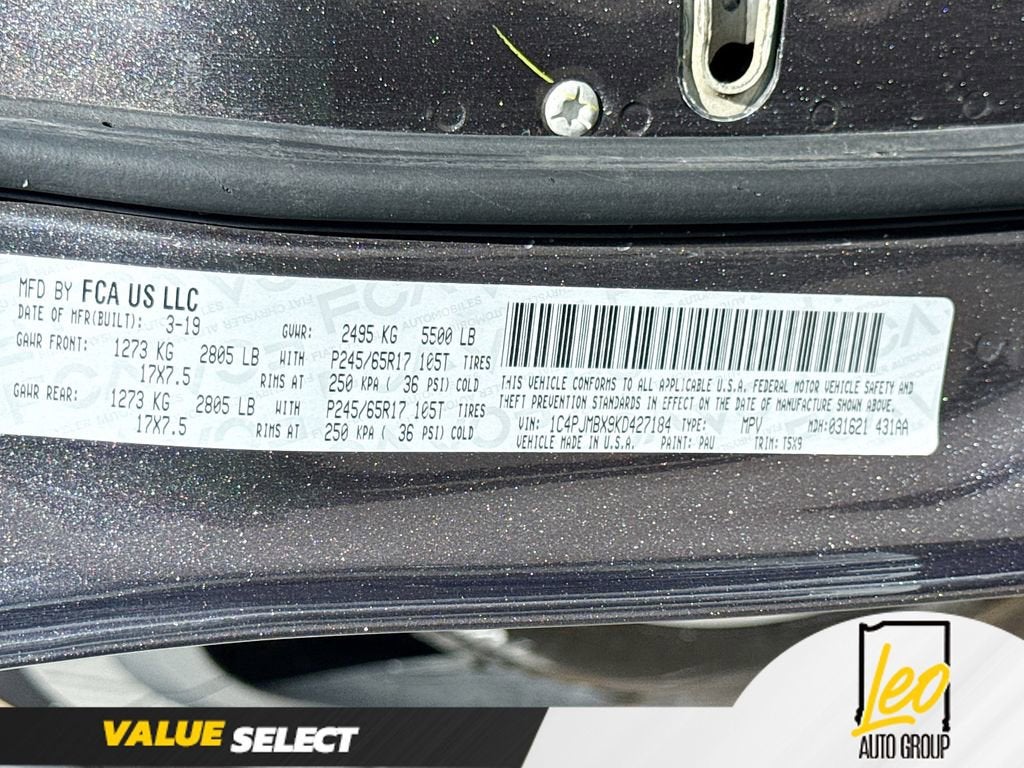 MFD BY FCA US LLC
DATE OF MFR(BUILT): 3-19 GVWR: 2495 KG 5500 LB
GAWR FRONT: 1273 KG 2805 LB WITH P245/65R17 105T TIRES
17X7.5 RIMS AT 250 KPA ( 36 PSI) COLD
GAWR REAR: 1273 KG 2805 LB WITH P245/65R17 105T TIRES
17X7.5 RIMS AT 250 KPA ( 36 PSI) COLD
THIS VEHICLE CONFORMS TO ALL APPLICABLE U.S.A. FEDERAL MOTOR VEHICLE SAFETY AND
THEFT PREVENTION STANDARDS IN EFFECT ON THE DATE OF MANUFACTURE SHOWN ABOVE.
VIN: 1C4PJMBX9KD427184 TYPE: MPV MDH:031621 431AA
VEHICLE MADE IN U.S.A. PAINT: PAU TRIM: T5X9
VALUE SELECT
Leo
AUTO GROUP